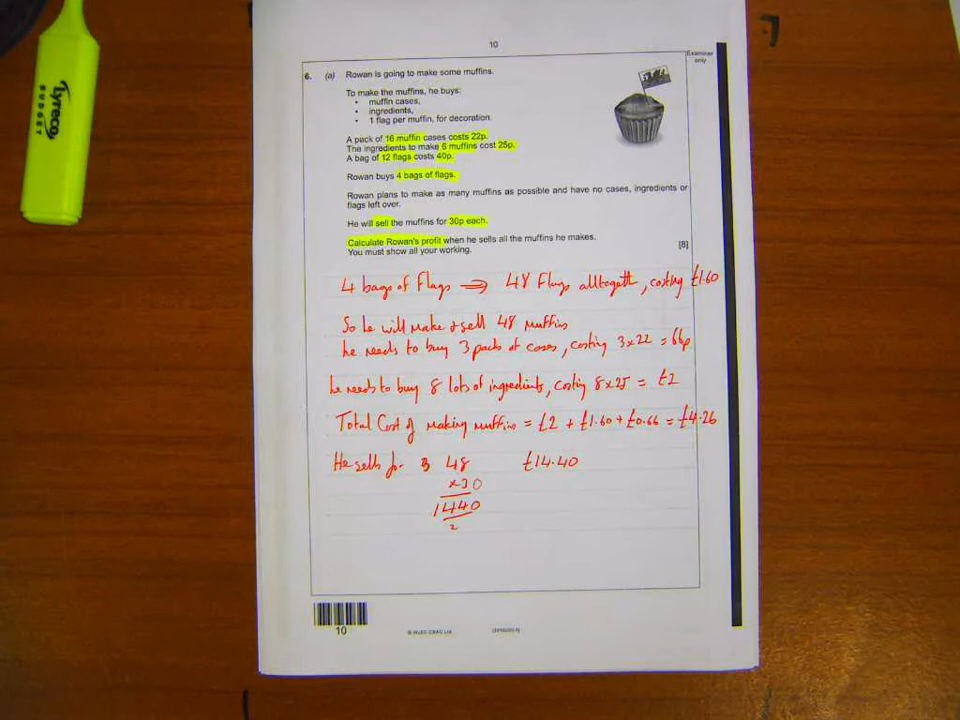 10
Examiner
only
6. (a) Rowan is going to make some muffins.
To make the muffins, he buys:
• muffin cases,
• ingredients,
• 1 flag per muffin, for decoration.
A pack of 16 muffin cases costs 22p.
The ingredients to make 6 muffins cost 25p.
A bag of 12 flags costs 40p.
Rowan buys 4 bags of flags.
Rowan plans to make as many muffins as possible and have no cases, ingredients or
flags left over.
He will sell the muffins for 30p each.
Calculate Rowan's profit when he sells all the muffins he makes.
You must show all your working.
[8]
4 bags of Flags ⇒ 48 Flags alltogeth, costing £1.60
So he will make & sell 48 muffins
he needs to buy 3 packs of cases, costing 3×22 = 66p
he needs to buy 8 lots of ingredients, costing 8×25 = £2
Total Cost of making muffins = £2 + £1.60 + £0.66 = £4.26
He sells for 48 £14.40
×30
1440
2
10
© WJEC CBAC Ltd.
Lyreco
BUDGET